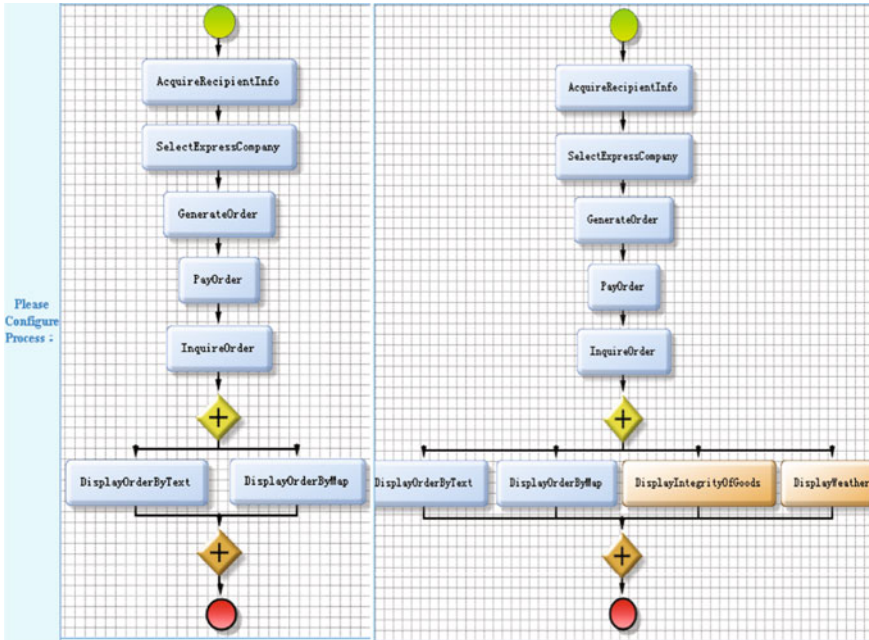 Please
Configure
Process :
AcquireRecipientInfo
SelectExpressCompany
GenerateOrder
PayOrder
InquireOrder
DisplayOrderByText
DisplayOrderByMap
AcquireRecipientInfo
SelectExpressCompany
GenerateOrder
PayOrder
InquireOrder
DisplayOrderByText
DisplayOrderByMap
DisplayIntegrityOfGoods
DisplayWeather